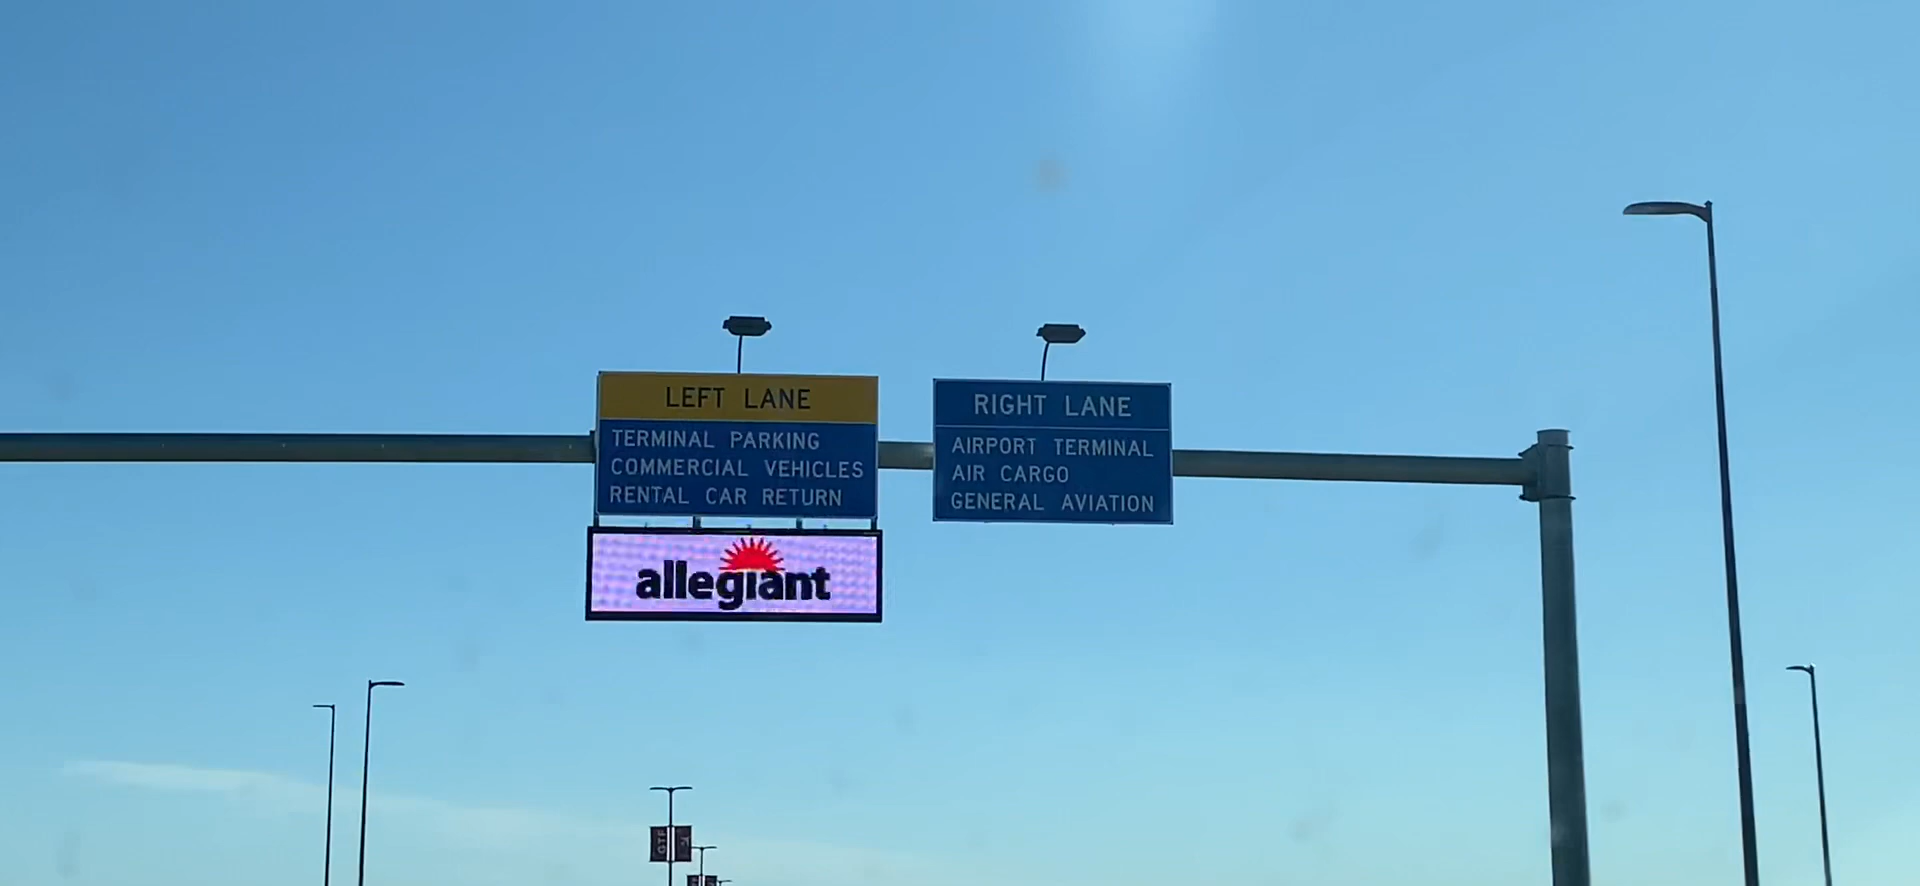 LEFT LANE
TERMINAL PARKING
COMMERCIAL VEHICLES
RENTAL CAR RETURN
allegiant
RIGHT LANE
AIRPORT TERMINAL
AIR CARGO
GENERAL AVIATION